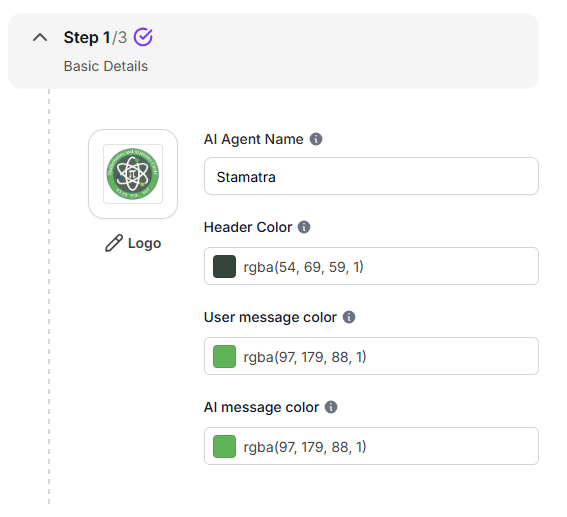 Step 1/3
Basic Details
AI Agent Name
Stamatra
Logo
Header Color
rgba(54, 69, 59, 1)
User message color
rgba(97, 179, 88, 1)
AI message color
rgba(97, 179, 88, 1)